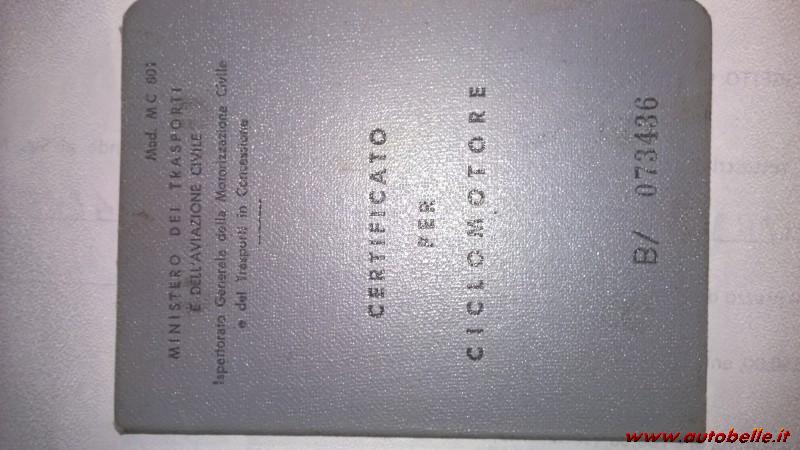 Mod. MC 801
MINISTERO DEI TRASPORTI
E DELL'AVIAZIONE CIVILE
Ispettorato Generale della Motorizzazione Civile
e dei Trasporti in Concessione
CERTIFICATO
PER
CICLOMOTORE
B/ 073436
www.autobelle.it